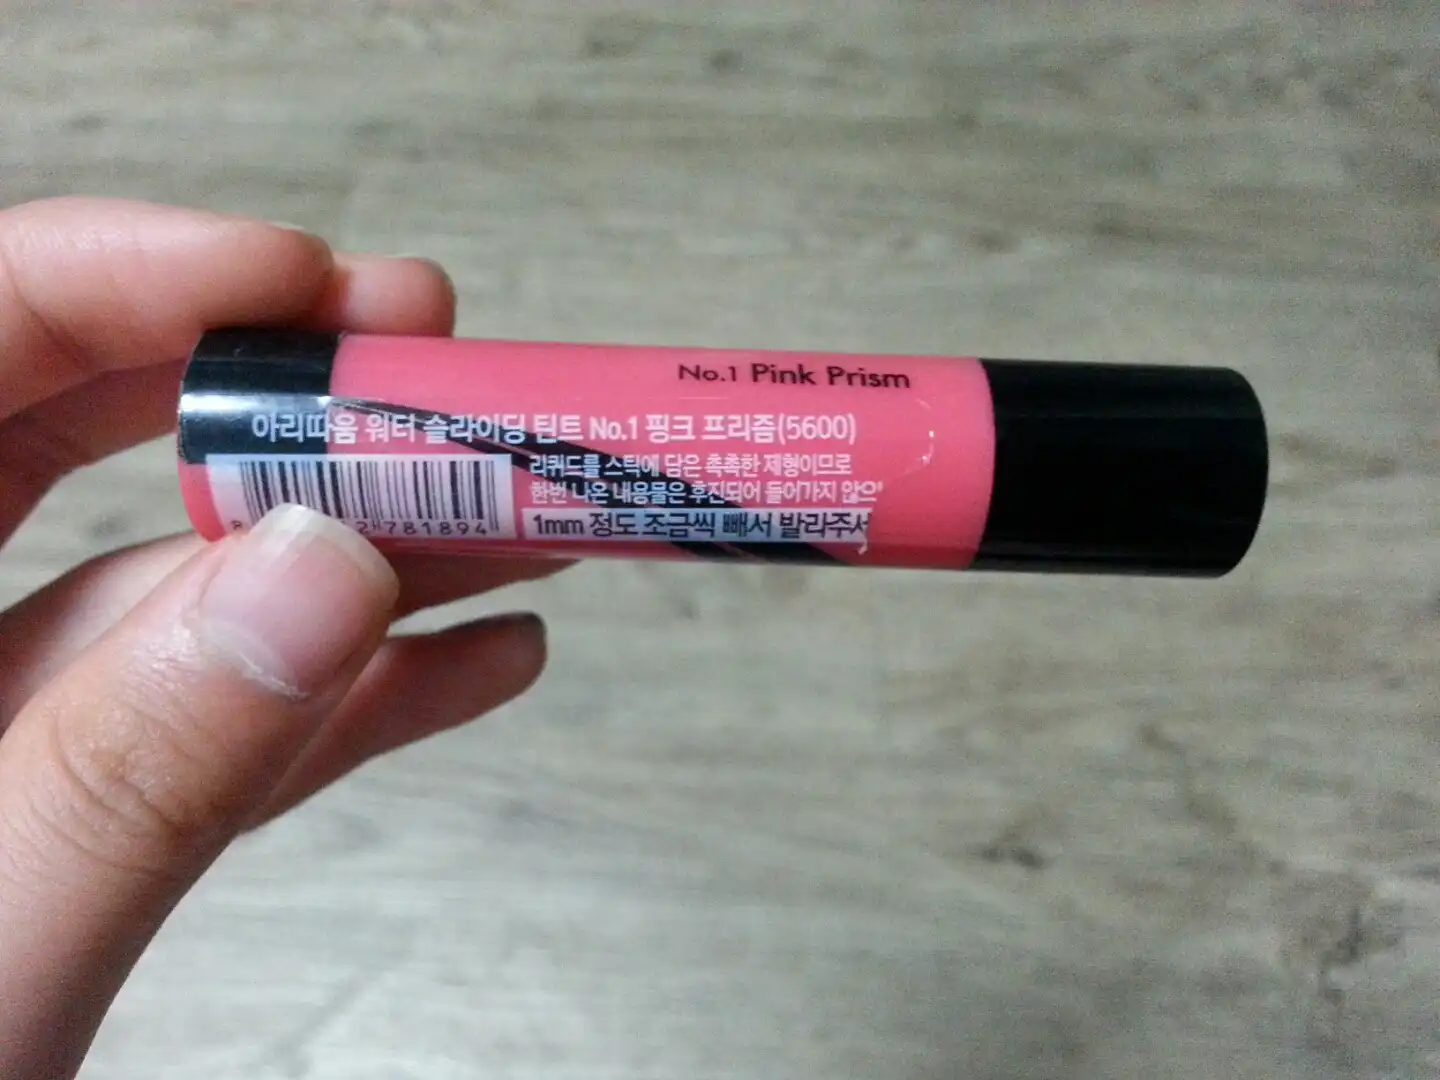 No.1 Pink Prism
아리따움 워터 슬라이딩 틴트 No.1 핑크 프리즘(5600)
리퀴드를 스틱에 담은 촉촉한 제형이므로
한번 나온 내용물은 후진되어 들어가지
1mm 정도 조금씩 빼서
8 2 781894